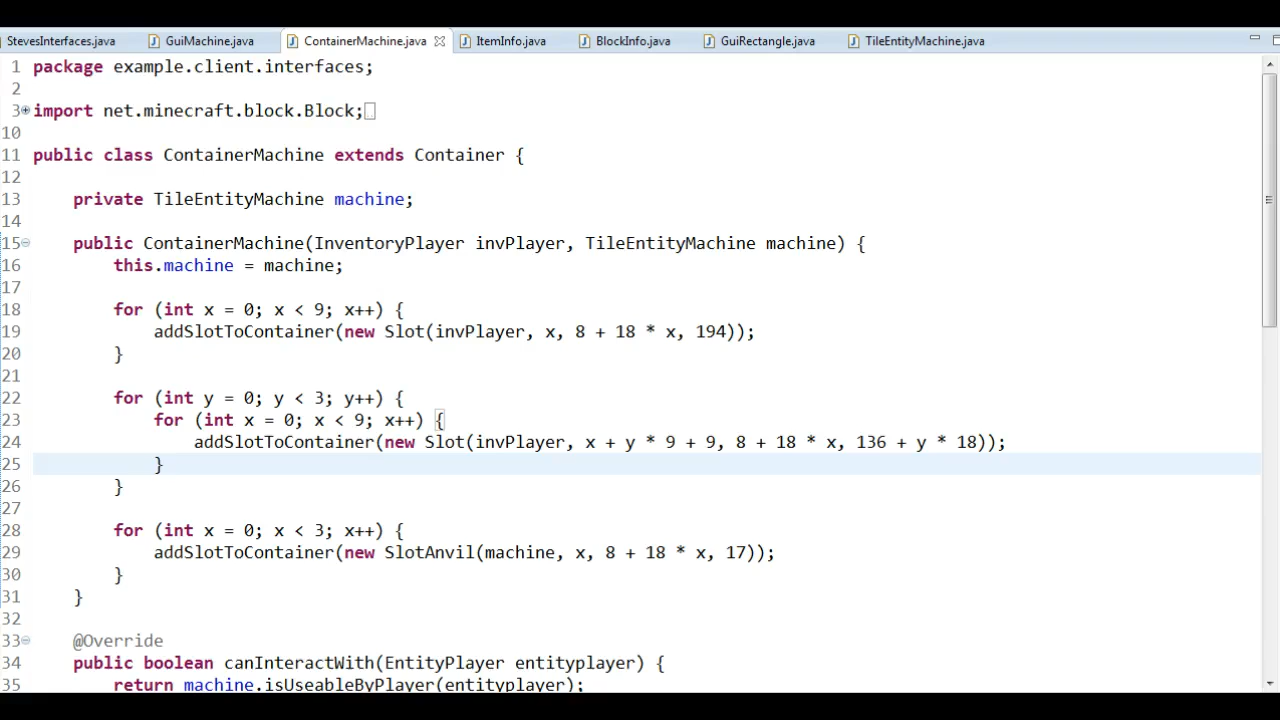 StevesInterfaces.java GuiMachine.java ContainerMachine.java ItemInfo.java BlockInfo.java GuiRectangle.java TileEntityMachine.java
1 package example.client.interfaces;
2
3 import net.minecraft.block.Block;
10
11 public class ContainerMachine extends Container {
12
13 private TileEntityMachine machine;
14
15 public ContainerMachine(InventoryPlayer invPlayer, TileEntityMachine machine) {
16 this.machine = machine;
17
18 for (int x = 0; x < 9; x++) {
19 addSlotToContainer(new Slot(invPlayer, x, 8 + 18 * x, 194));
20 }
21
22 for (int y = 0; y < 3; y++) {
23 for (int x = 0; x < 9; x++) {
24 addSlotToContainer(new Slot(invPlayer, x + y * 9 + 9, 8 + 18 * x, 136 + y * 18));
25 }
26 }
27
28 for (int x = 0; x < 3; x++) {
29 addSlotToContainer(new SlotAnvil(machine, x, 8 + 18 * x, 17));
30 }
31 }
32
33 @Override
34 public boolean canInteractWith(EntityPlayer entityplayer) {
35 return machine.isUseableByPlayer(entityplayer);